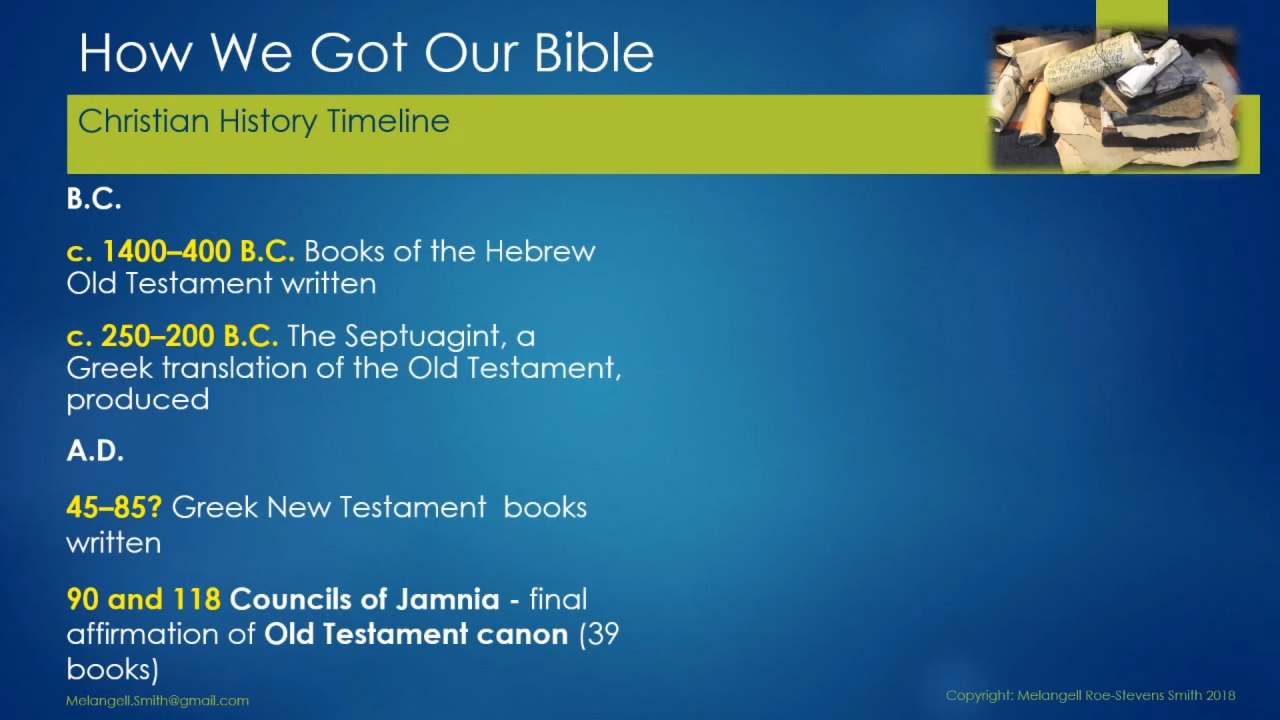 How We Got Our Bible
Christian History Timeline
B.C.
c. 1400–400 B.C. Books of the Hebrew
Old Testament written
c. 250–200 B.C. The Septuagint, a
Greek translation of the Old Testament,
produced
A.D.
45–85? Greek New Testament  books
written
90 and 118 Councils of Jamnia - final
affirmation of Old Testament canon (39
books)
Melangell.Smith@gmail.com
Copyright: Melangell Roe-Stevens Smith 2018